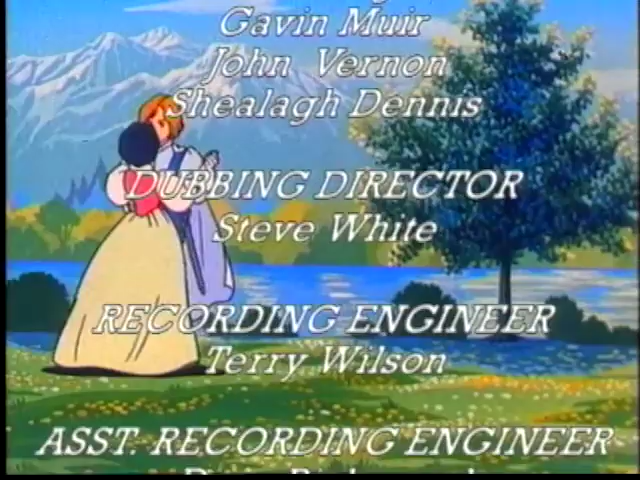 Gavin Muir
John Vernon
Shealagh Dennis
DUBBING DIRECTOR
Steve White
RECORDING ENGINEER
Terry Wilson
ASST. RECORDING ENGINEER